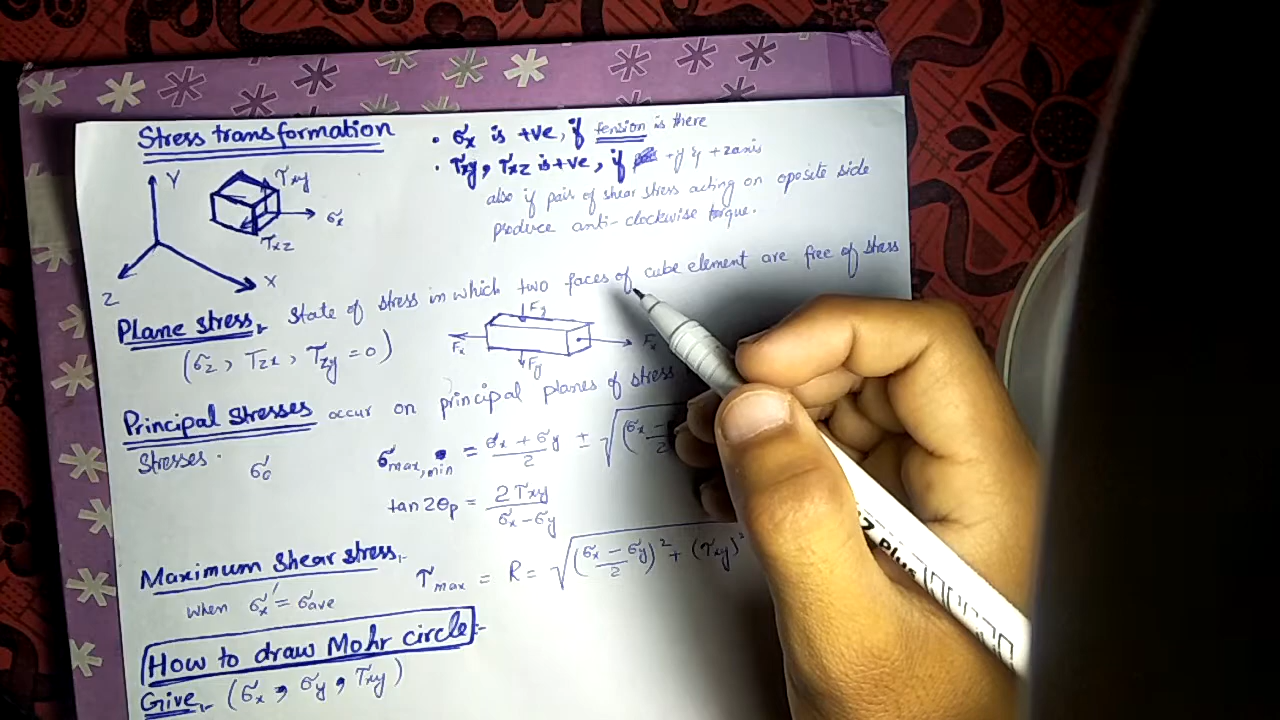 Stress transformation
• σx is +ve, if tension is there
• τxy, τxz is +ve, if +y & +z axis
also if pair of shear stress acting on oposite side
produce anti-clockwise torque.
Y
τxy
σx
τxz
Z
X
Plane stress:- State of stress in which two faces of cube element are free of stress
(σz, τzx, τzy = 0)
Fy
Fx
Fx
Fy
Principal Stresses occur on principal planes of stress
Stresses.
σmax, min = σx + σy / 2 ± √(σx -
tan 2θp = 2τxy / σx - σy
Maximum Shear stress:-
τmax = R = √(σx - σy / 2)² + (τxy)²
when σx' = σave
How to draw Mohr circle:-
Give:- (σx, σy, τxy)
Plus